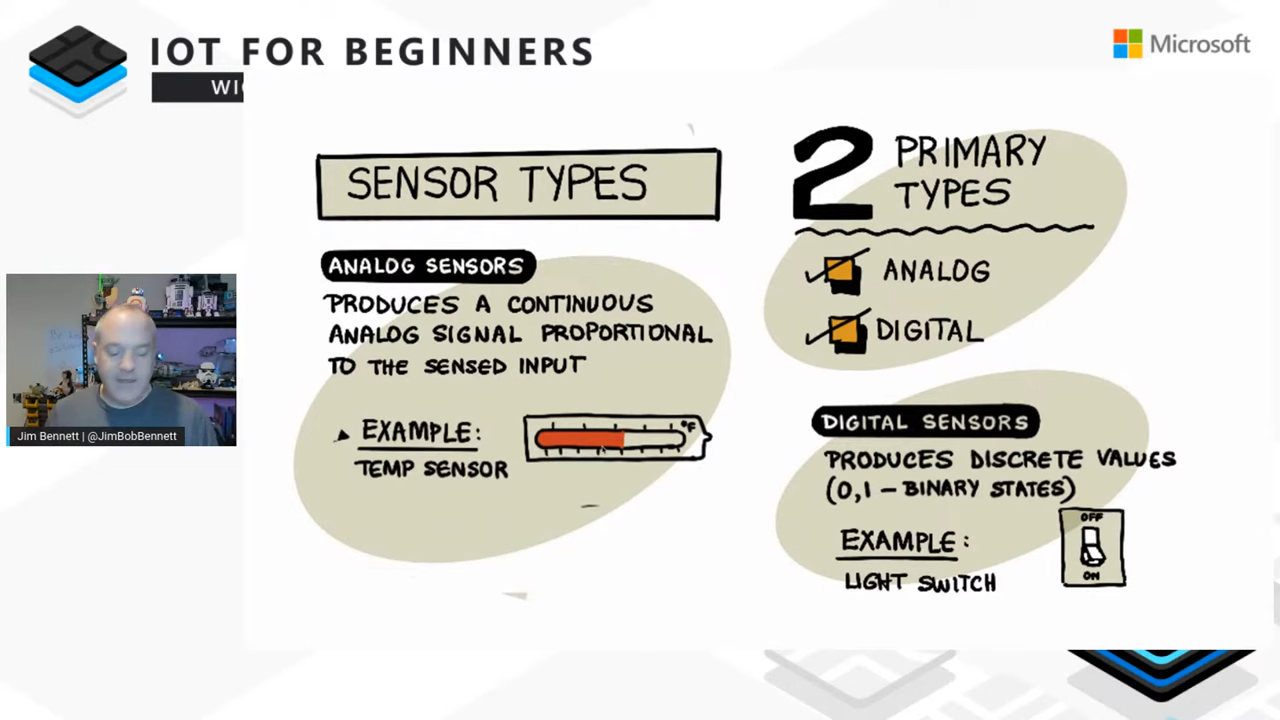 IOT FOR BEGINNERS
Microsoft
WI
SENSOR TYPES
ANALOG SENSORS
PRODUCES A CONTINUOUS
ANALOG SIGNAL PROPORTIONAL
TO THE SENSED INPUT
EXAMPLE:
TEMP SENSOR
°F
2 PRIMARY
TYPES
ANALOG
DIGITAL
DIGITAL SENSORS
PRODUCES DISCRETE VALUES
(0,1 - BINARY STATES)
EXAMPLE:
LIGHT SWITCH
OFF
ON
Jim Bennett | @JimBobBennett